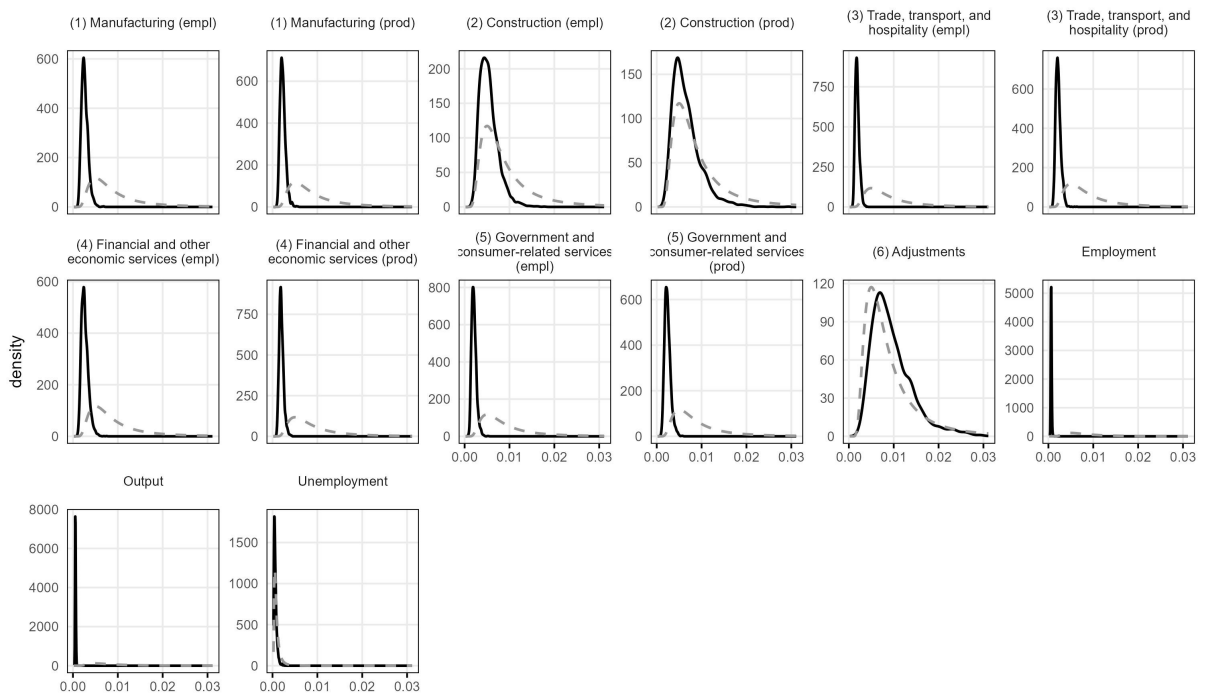 (1) Manufacturing (empl)
(1) Manufacturing (prod)
(2) Construction (empl)
(2) Construction (prod)
(3) Trade, transport, and
hospitality (empl)
(3) Trade, transport, and
hospitality (prod)
600
400
200
0
600
400
200
0
200
150
100
50
0
150
100
50
0
750
500
250
0
600
400
200
0
(4) Financial and other
economic services (empl)
(4) Financial and other
economic services (prod)
(5) Government and
consumer-related services
(empl)
(5) Government and
consumer-related services
(prod)
(6) Adjustments
Employment
density
600
400
200
0
750
500
250
0
800
600
400
200
0
600
400
200
0
120
90
60
30
0
5000
4000
3000
2000
1000
0
0.00 0.01 0.02 0.03
0.00 0.01 0.02 0.03
0.00 0.01 0.02 0.03
0.00 0.01 0.02 0.03
Output
Unemployment
8000
6000
4000
2000
0
1500
1000
500
0
0.00 0.01 0.02 0.03
0.00 0.01 0.02 0.03